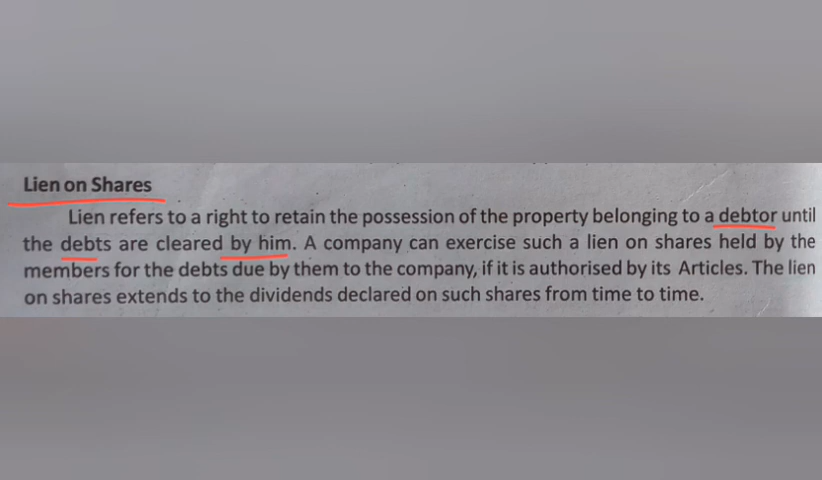 Lien on Shares
Lien refers to a right to retain the possession of the property belonging to a debtor until
the debts are cleared by him. A company can exercise such a lien on shares held by the
members for the debts due by them to the company, if it is authorised by its Articles. The lien
on shares extends to the dividends declared on such shares from time to time.